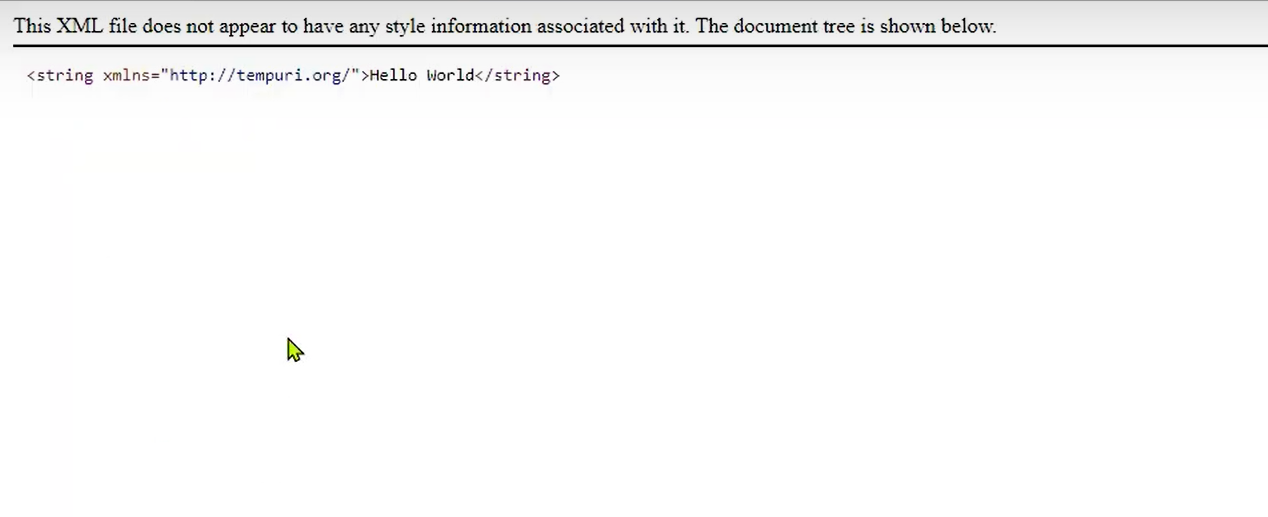 This XML file does not appear to have any style information associated with it. The document tree is shown below.
<string xmlns="http://tempuri.org/">Hello World</string>